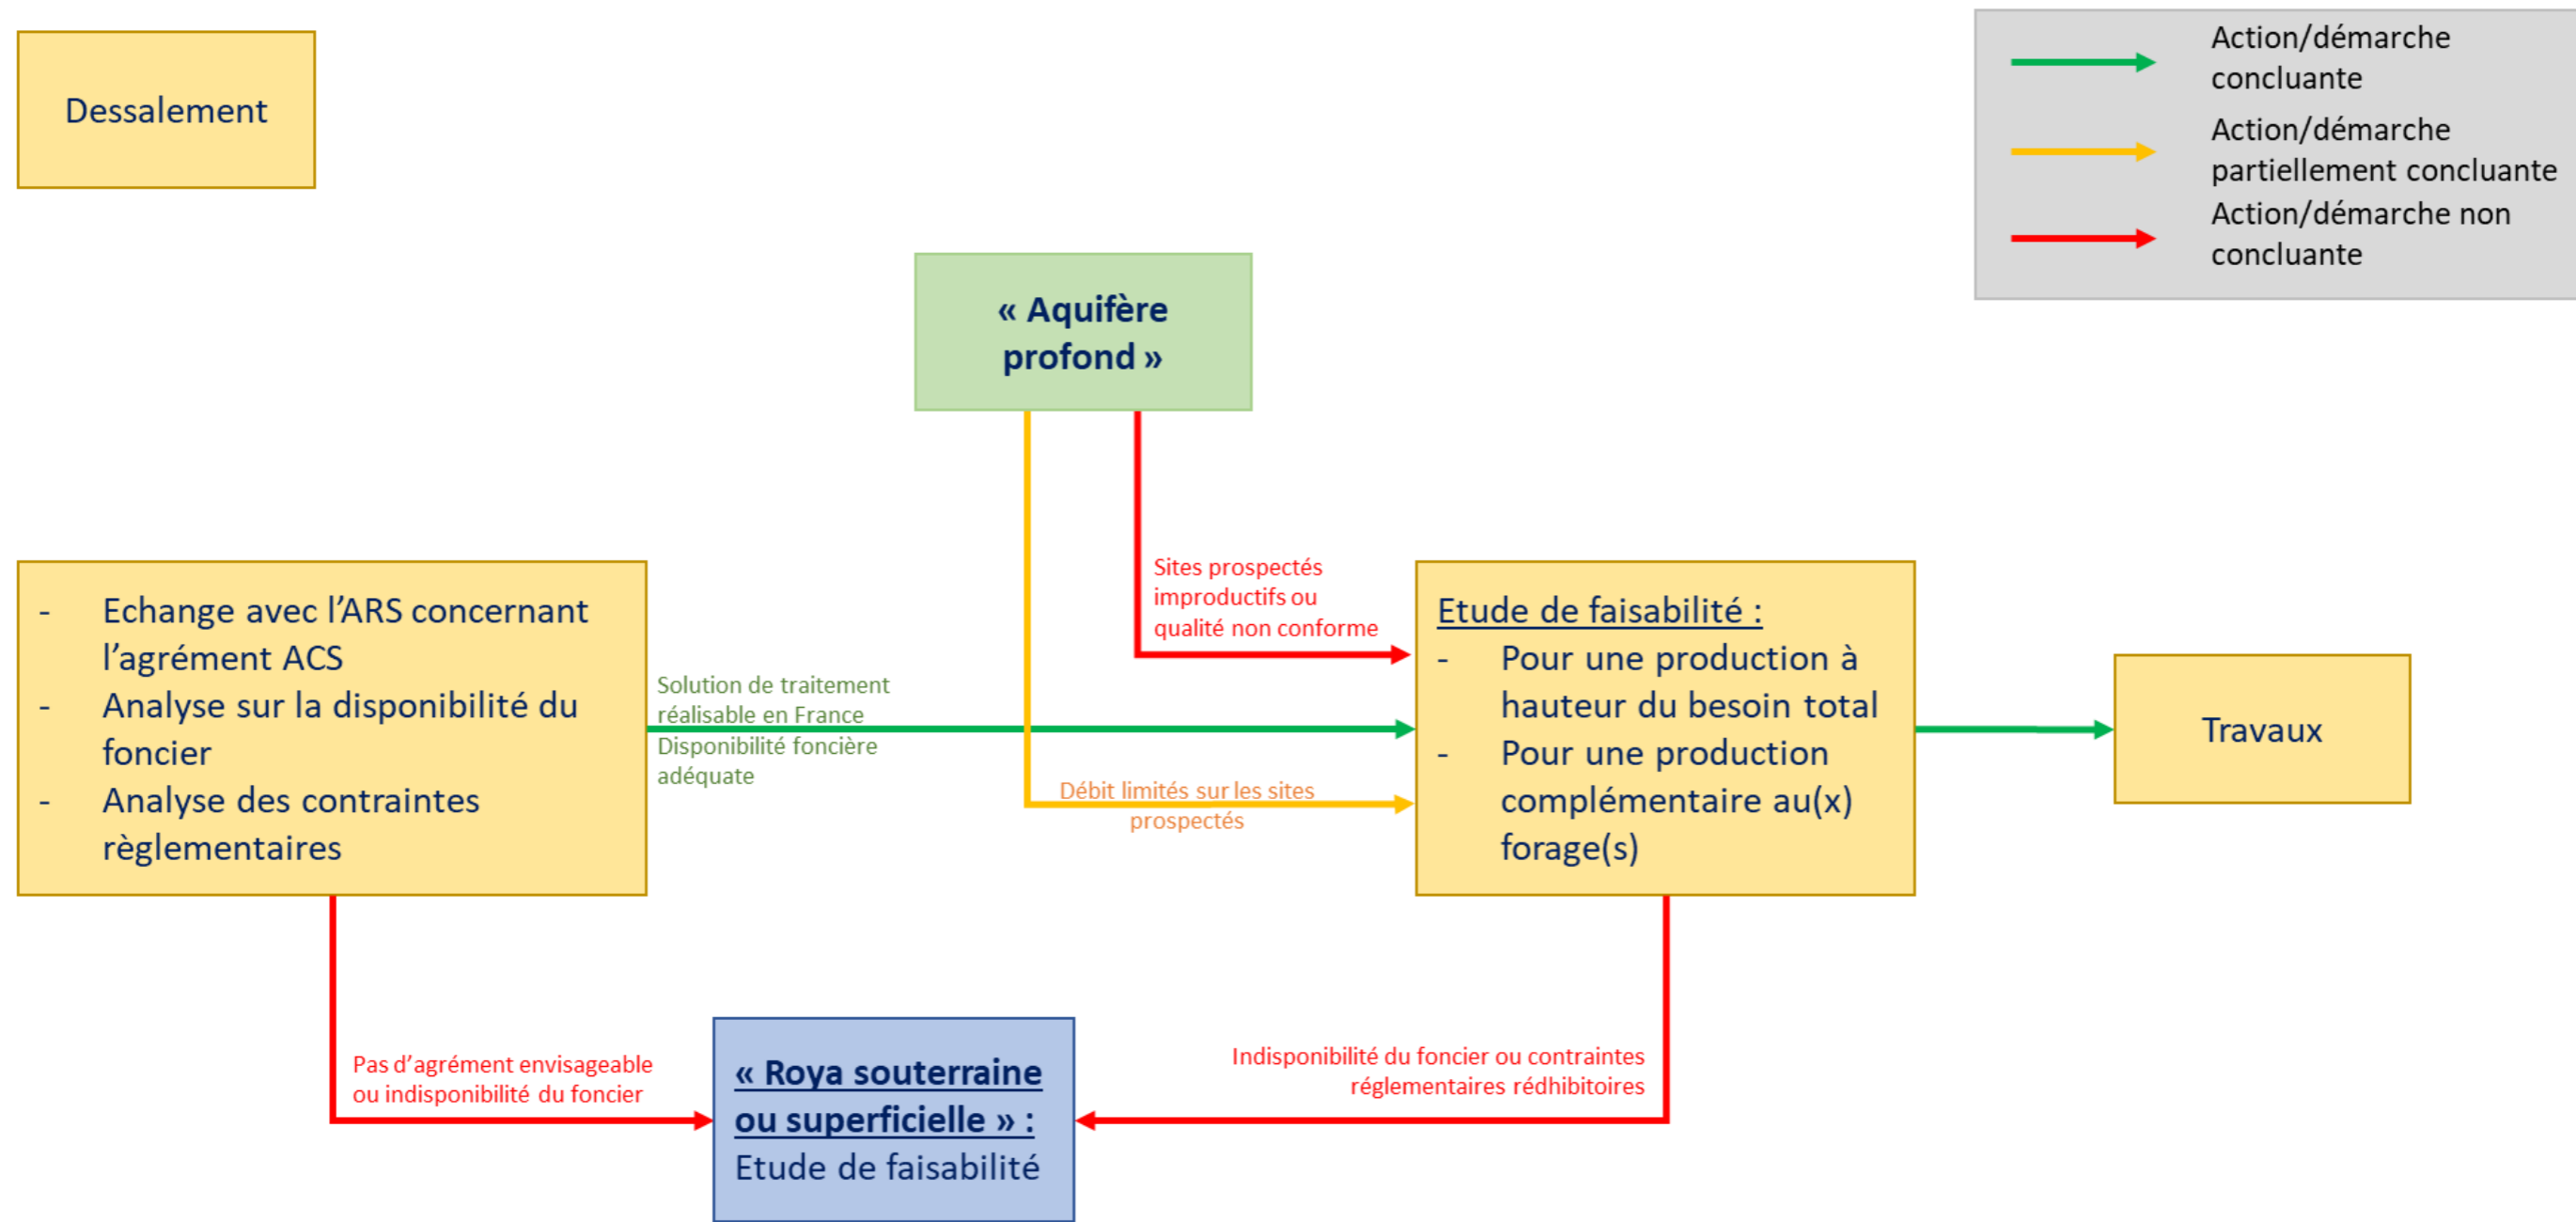 Dessalement
Action/démarche
concluante
Action/démarche
partiellement concluante
Action/démarche non
concluante
« Aquifère
profond »
- Echange avec l’ARS concernant
l’agrément ACS
- Analyse sur la disponibilité du
foncier
- Analyse des contraintes
règlementaires
Solution de traitement
réalisable en France
Disponibilité foncière
adéquate
Sites prospectés
improductifs ou
qualité non conforme
Débit limités sur les sites
prospectés
Etude de faisabilité :
- Pour une production à
hauteur du besoin total
- Pour une production
complémentaire au(x)
forage(s)
Travaux
Pas d’agrément envisageable
ou indisponibilité du foncier
« Roya souterraine
ou superficielle » :
Etude de faisabilité
Indisponibilité du foncier ou contraintes
réglementaires rédhibitoires